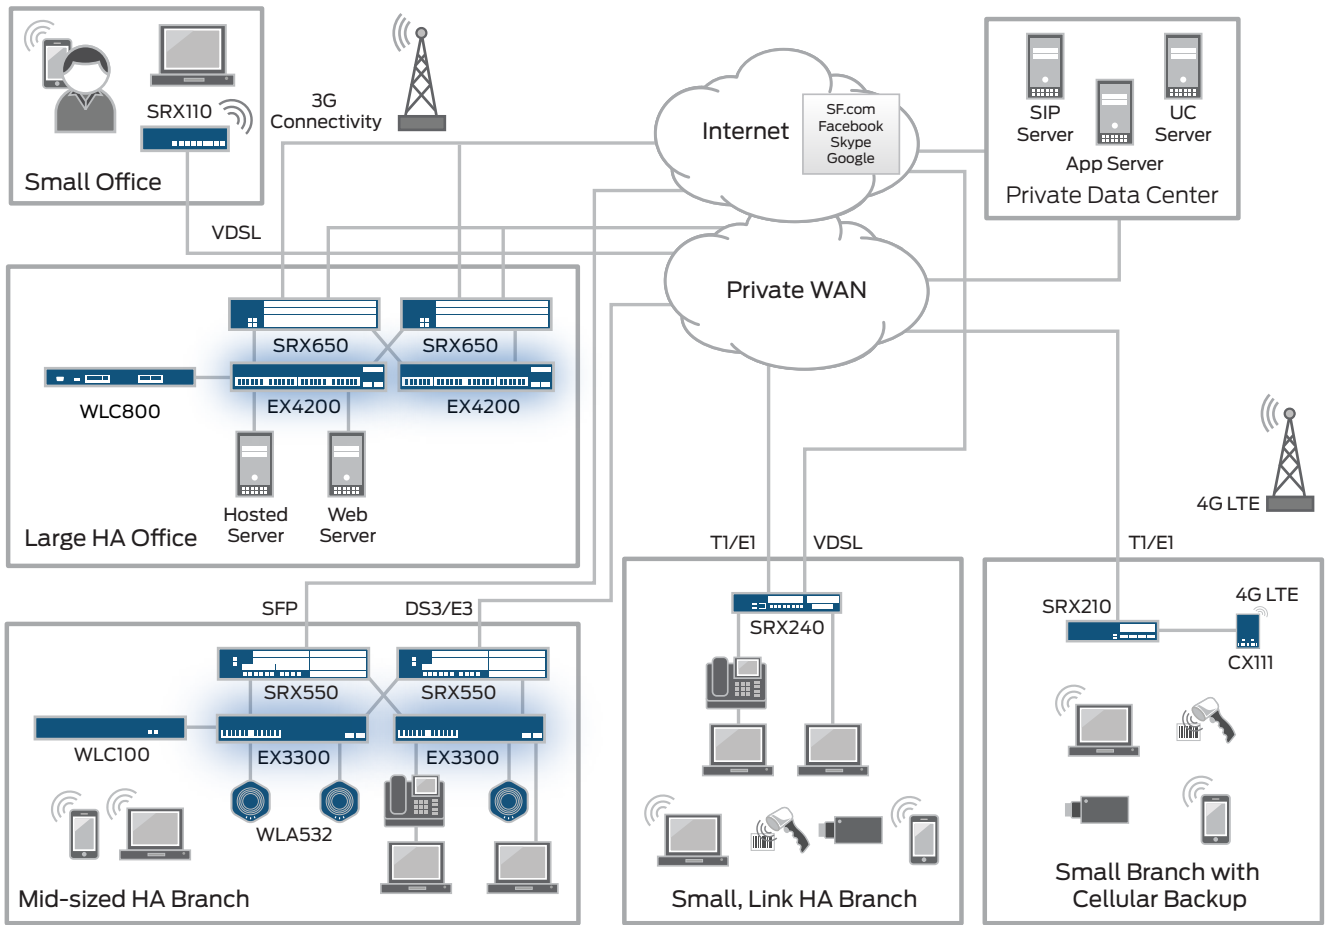 SRX110
Small Office
3G
Connectivity
VDSL
Internet
SF.com
Facebook
Skype
Google
Private WAN
SIP
Server
UC
Server
App Server
Private Data Center
SRX650
SRX650
WLC800
EX4200
EX4200
Hosted
Server
Web
Server
Large HA Office
4G LTE
SFP
DS3/E3
T1/E1
VDSL
T1/E1
SRX550
SRX550
WLC100
EX3300
EX3300
WLA532
Mid-sized HA Branch
SRX240
Small, Link HA Branch
SRX210
4G LTE
CX111
Small Branch with
Cellular Backup